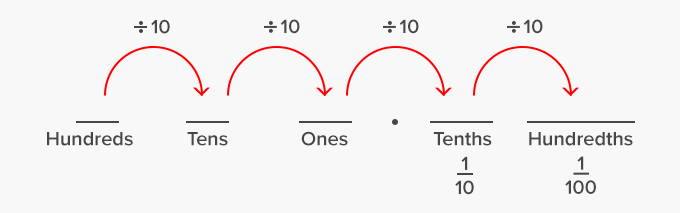 ÷10 ÷10 ÷10 ÷10
Hundreds Tens Ones . Tenths Hundredths
1 1
10 100